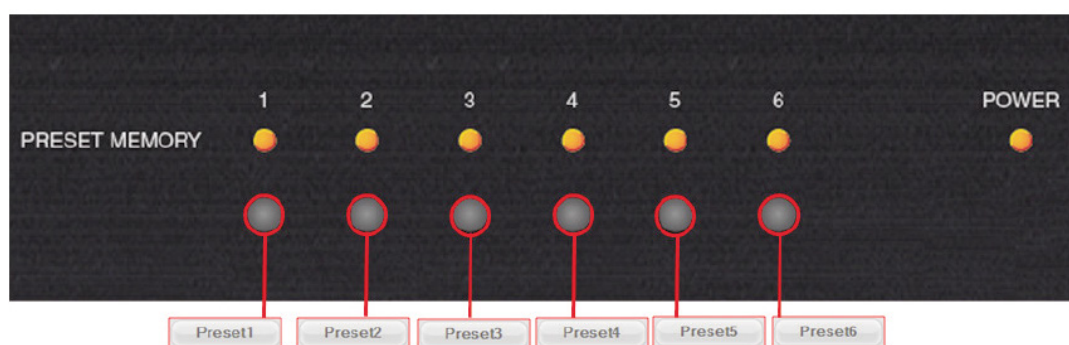 1 2 3 4 5 6 POWER
PRESET MEMORY
Preset1 Preset2 Preset3 Preset4 Preset5 Preset6